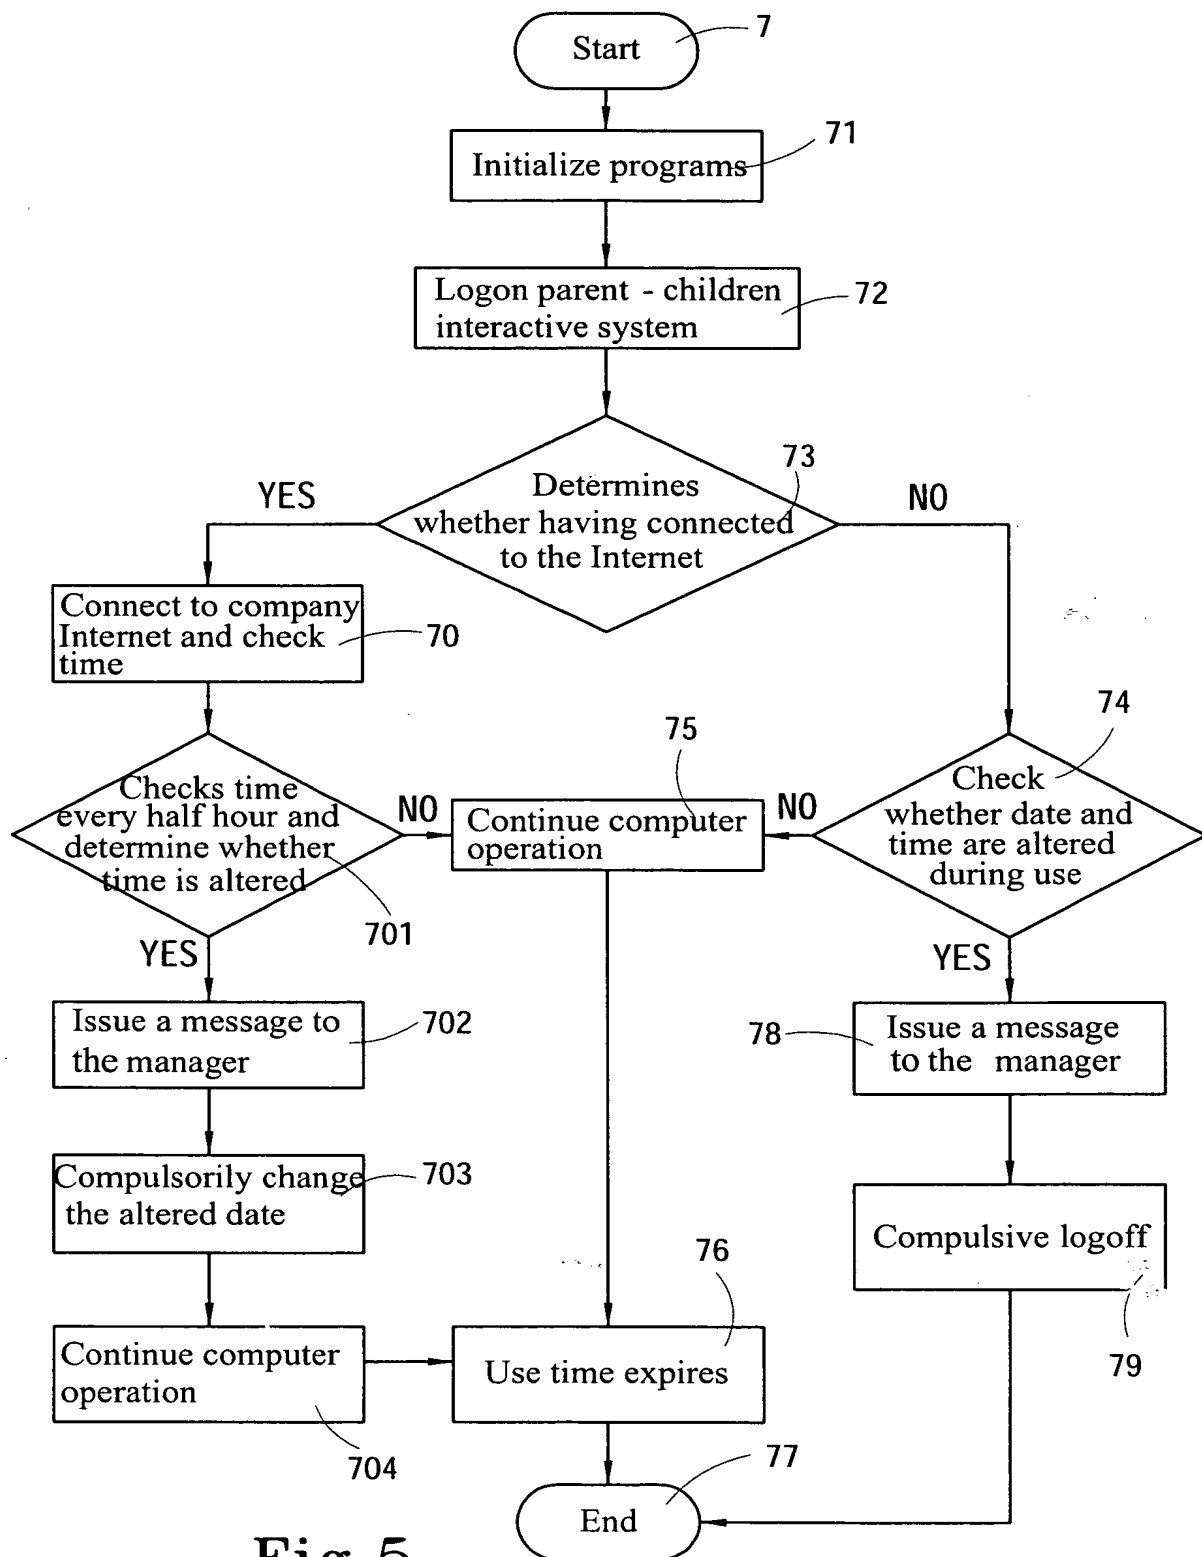 Start
7
Initialize programs
71
Logon parent - children
interactive system
72
Determines
whether having connected
to the Internet
73
YES
NO
Connect to company
Internet and check
time
70
Checks time
every half hour and
determine whether
time is altered
701
NO
Continue computer
operation
75
NO
Check
whether date and
time are altered
during use
74
YES
YES
Issue a message to
the manager
702
78
Issue a message
to the manager
Compulsorily change
the altered date
703
Compulsive logoff
79
Continue computer
operation
704
Use time expires
76
End
77
Fig.5